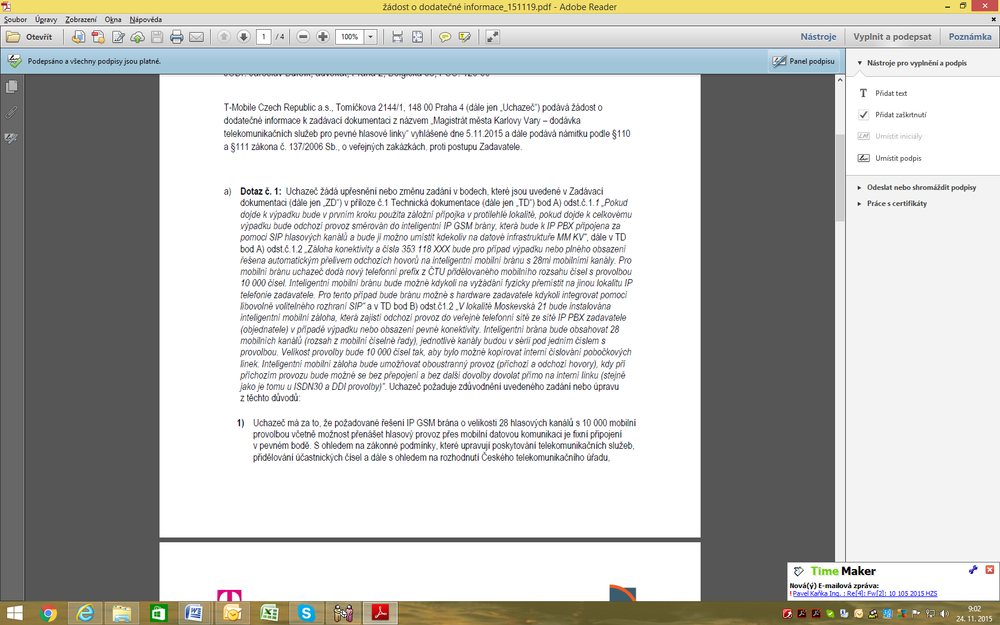 žádost o dodatečné informace_151119.pdf - Adobe Reader
Soubor Úpravy Zobrazení Okna Nápověda
Otevřít 1 / 4 100% Nástroje Vyplnit a podepsat Poznámka
Podepsáno a všechny podpisy jsou platné. Panel podpisu
T-Mobile Czech Republic a.s., Tomíčkova 2144/1, 148 00 Praha 4 (dále jen „Uchazeč“) podává žádost o
dodatečné informace k zadávací dokumentaci z názvem „Magistrát města Karlovy Vary – dodávka
telekomunikačních služeb pro pevné hlasové linky“ vyhlášené dne 5.11.2015 a dále podává námitku podle §110
a §111 zákona č. 137/2006 Sb., o veřejných zakázkách, proti postupu Zadavatele.
a) Dotaz č. 1: Uchazeč žádá upřesnění nebo změnu zadání v bodech, které jsou uvedené v Zadávací
dokumentaci (dále jen „ZD“) v příloze č.1 Technická dokumentace (dále jen „TD“) bod A) odst.č.1.1 „Pokud
dojde k výpadku bude v prvním kroku použita záložní přípojka v protilehlé lokalitě, pokud dojde k celkovému
výpadku bude odchozí provoz směrován do inteligentní IP GSM brány, která bude k IP PBX připojena za
pomoci SIP hlasových kanálů a bude ji možno umístit kdekoliv na datové infrastruktuře MM KV“, dále v TD
bod A) odst.č.1.2 „Záloha konektivity a čísla 353 118 XXX bude pro případ výpadku nebo plného obsazení
řešena automatickým přelivem odchozích hovorů na inteligentní mobilní bránu s 28mi mobilními kanály. Pro
mobilní bránu uchazeč dodá nový telefonní prefix z ČTU přidělovaného mobilního rozsahu čísel s provolbou
10 000 čísel. Inteligentní mobilní bránu bude možné kdykoli na vyžádání fyzicky přemístit na jinou lokalitu IP
telefonie zadavatele. Pro tento případ bude bránu možné s hardware zadavatele kdykoli integrovat pomocí
libovolně volitelného rozhraní SIP“ a v TD bod B) odst.č1.2 „V lokalitě Moskevská 21 bude instalována
inteligentní mobilní záloha, která zajistí odchozí provoz do veřejné telefonní sítě ze sítě IP PBX zadavatele
(objednatele) v případě výpadku nebo obsazení pevné konektivity. Inteligentní brána bude obsahovat 28
mobilních kanálů (rozsah z mobilní číselné řady), jednotlivé kanály budou v sérii pod jedním číslem s
provolbou. Velikost provolby bude 10 000 čísel tak, aby bylo možné kopírovat interní číslování pobočkových
linek. Inteligentní mobilní záloha bude umožňovat oboustranný provoz (příchozí a odchozí hovory), kdy při
příchozím provozu bude možné se bez přepojení a bez další dovolby dovolat přímo na interní linku (stejně
jako je tomu u ISDN30 a DDI provolby)“. Uchazeč požaduje zdůvodnění uvedeného zadání nebo úpravu
z těchto důvodů:
1) Uchazeč má za to, že požadované řešení IP GSM brána o velikosti 28 hlasových kanálů s 10 000 mobilní
provolbou včetně možnost přenášet hlasový provoz přes mobilní datovou komunikaci je fixní připojení
v pevném bodě. S ohledem na zákonné podmínky, které upravují poskytování telekomunikačních služeb,
přidělování účastnických čísel a dále s ohledem na rozhodnutí Českého telekomunikačního úřadu,
Nástroje pro vyplnění a podpis
Přidat text
Přidat zaškrtnutí
Umístit iniciály
Umístit podpis
Odeslat nebo shromáždit podpisy
Práce s certifikáty
Time Maker
Nová(ý) E-mailová zpráva:
! Pavel Kaňka Ing. : Re[4]: Fw[2]: 10 105 2015 HZS
9:02
24. 11. 2015